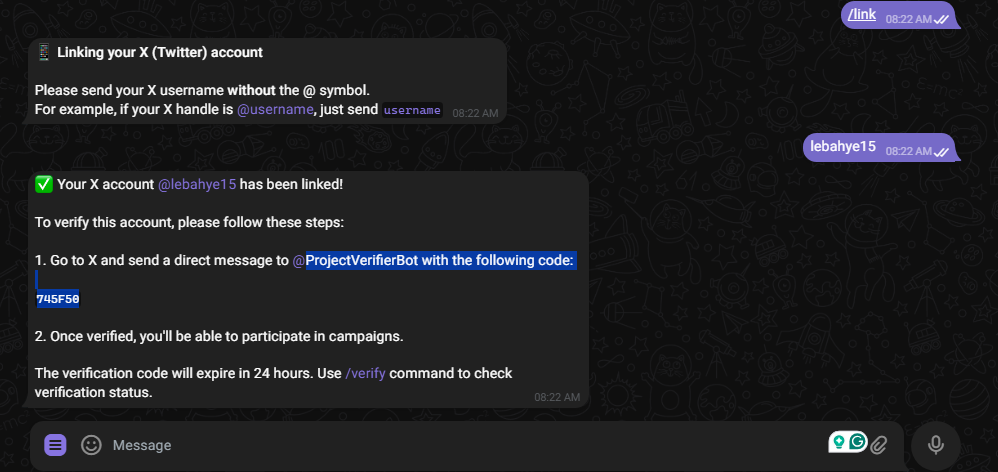 /link 08:22 AM
📱 Linking your X (Twitter) account
Please send your X username without the @ symbol.
For example, if your X handle is @username, just send username 08:22 AM
lebahye15 08:22 AM
✅ Your X account @lebahye15 has been linked!
To verify this account, please follow these steps:
1. Go to X and send a direct message to @ProjectVerifierBot with the following code:
745F50
2. Once verified, you'll be able to participate in campaigns.
The verification code will expire in 24 hours. Use /verify command to check
verification status. 08:22 AM
Message